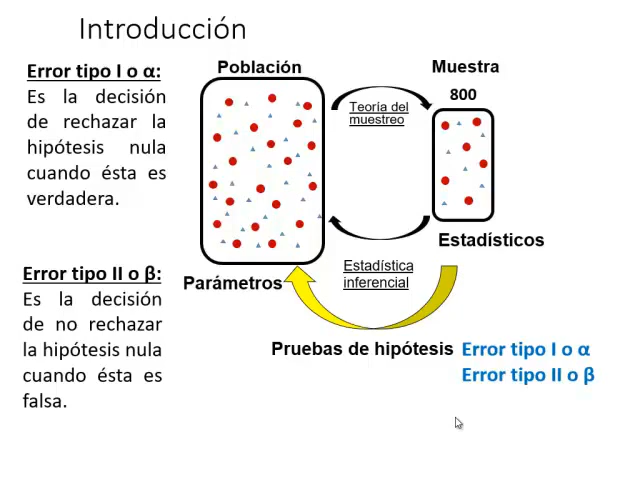 Introducción
Error tipo I o α:
Es la decisión
de rechazar la
hipótesis nula
cuando ésta es
verdadera.
Error tipo II o β:
Es la decisión
de no rechazar
la hipótesis nula
cuando ésta es
falsa.
Población
Muestra
800
Teoría del
muestreo
Estadísticos
Estadística
inferencial
Parámetros
Pruebas de hipótesis
Error tipo I o α
Error tipo II o β